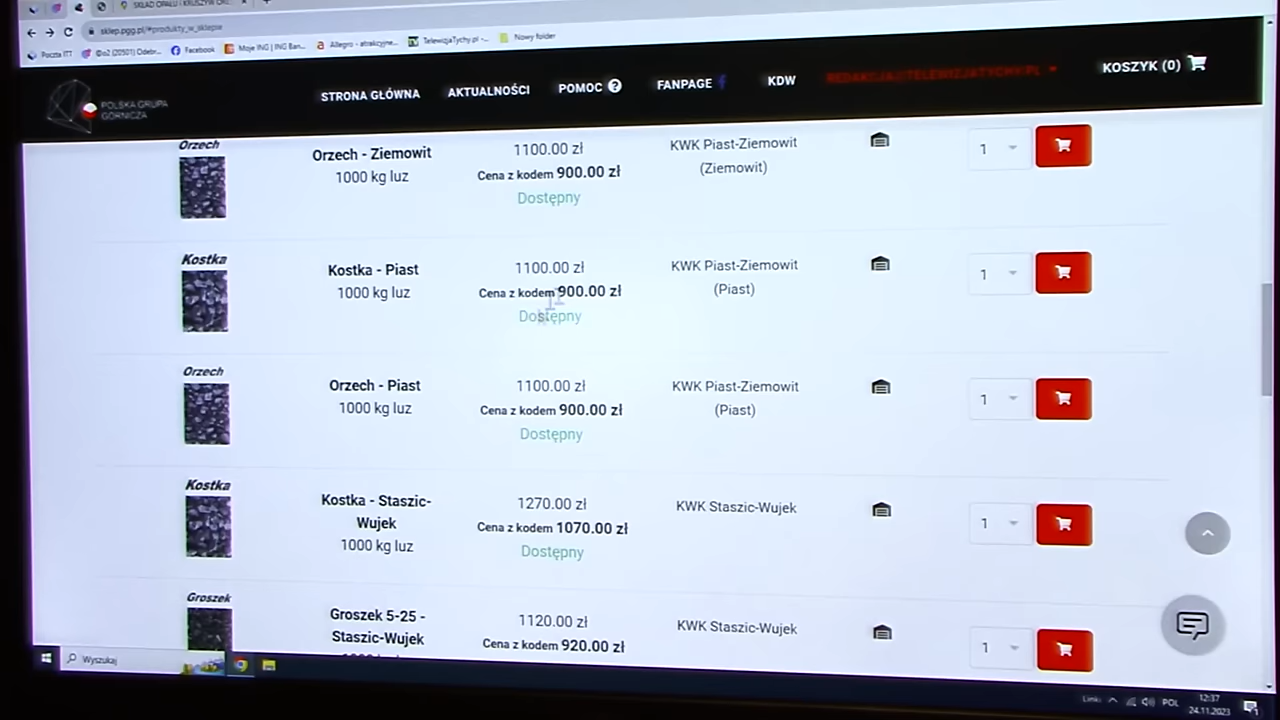 SKŁAD OPAŁU - KRUSZYW
sklep.pgg.pl/#produkty_w_sklepie
Poczta ITT
Facebook
Moje ING | ING Ban...
Allegro - atrakcyjne...
TelewizjaTychy.pl -...
Nowy folder
POLSKA GRUPA
GÓRNICZA
STRONA GŁÓWNA
AKTUALNOŚCI
POMOC ?
FANPAGE f
KDW
KOSZYK (0)
Orzech
Orzech - Ziemowit
1000 kg luz
1100.00 zł
Cena z kodem 900.00 zł
Dostępny
KWK Piast-Ziemowit
(Ziemowit)
1
Kostka
Kostka - Piast
1000 kg luz
1100.00 zł
Cena z kodem 900.00 zł
Dostępny
KWK Piast-Ziemowit
(Piast)
1
Orzech
Orzech - Piast
1000 kg luz
1100.00 zł
Cena z kodem 900.00 zł
Dostępny
KWK Piast-Ziemowit
(Piast)
1
Kostka
Kostka - Staszic-
Wujek
1000 kg luz
1270.00 zł
Cena z kodem 1070.00 zł
Dostępny
KWK Staszic-Wujek
1
Groszek
Groszek 5-25 -
Staszic-Wujek
1120.00 zł
Cena z kodem 920.00 zł
KWK Staszic-Wujek
1
Wyszukaj
Linki
POL
12:37
24.11.2023